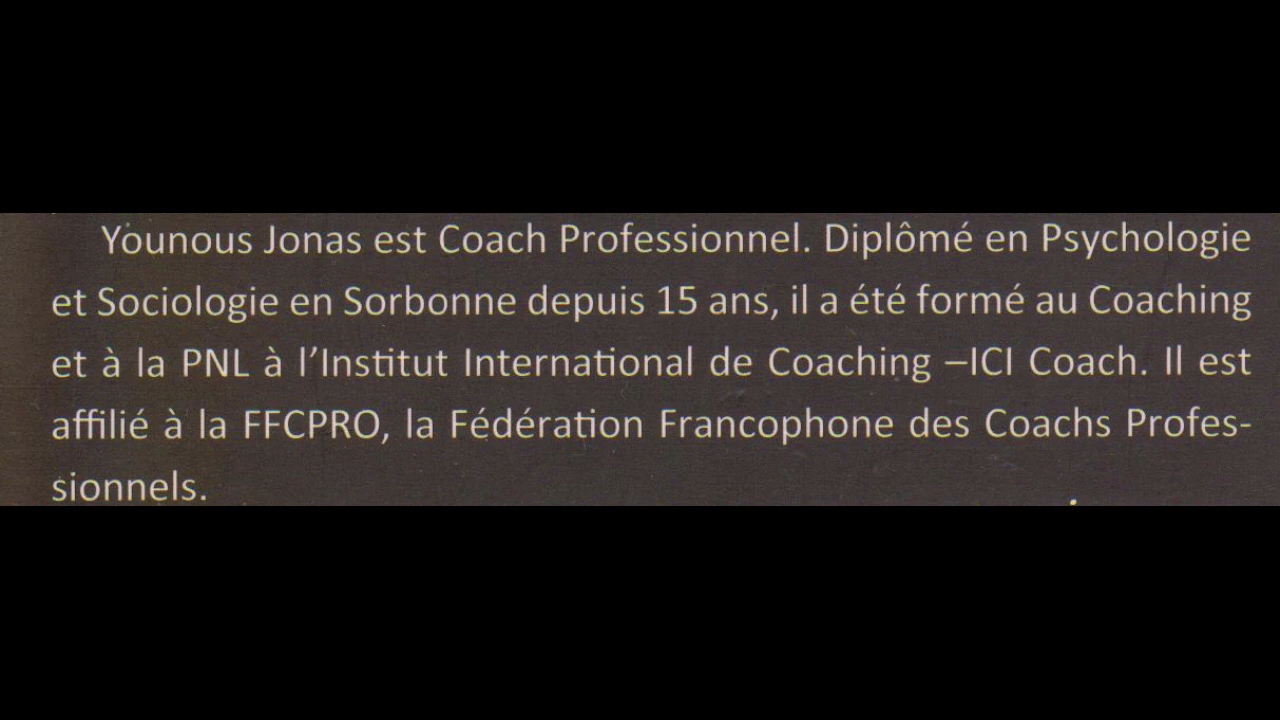 Younous Jonas est Coach Professionnel. Diplômé en Psychologie
et Sociologie en Sorbonne depuis 15 ans, il a été formé au Coaching
et à la PNL à l’Institut International de Coaching –ICI Coach. Il est
affilié à la FFCPRO, la Fédération Francophone des Coachs Profes-
sionnels.